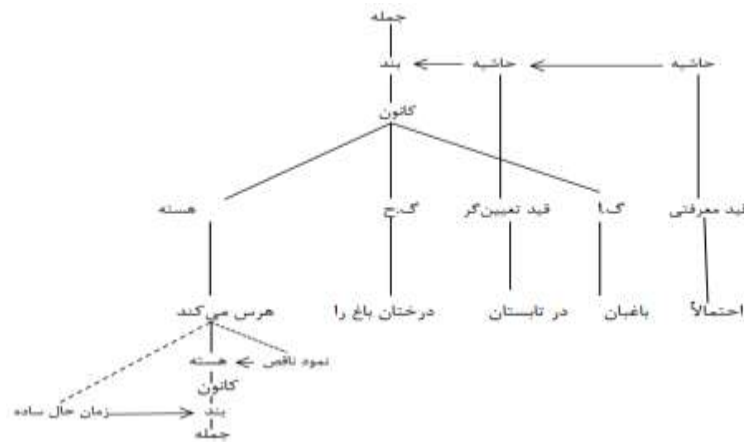 جمله
حاشیه حاشیه بند
کانون
قید معرفتی گ.ا قید تعیین‌گر گ.ح هسته
احتمالاً باغبان در تابستان درختان باغ را هرس می‌کند
نمود ناقص هسته
کانون
بند زمان حال ساده
جمله